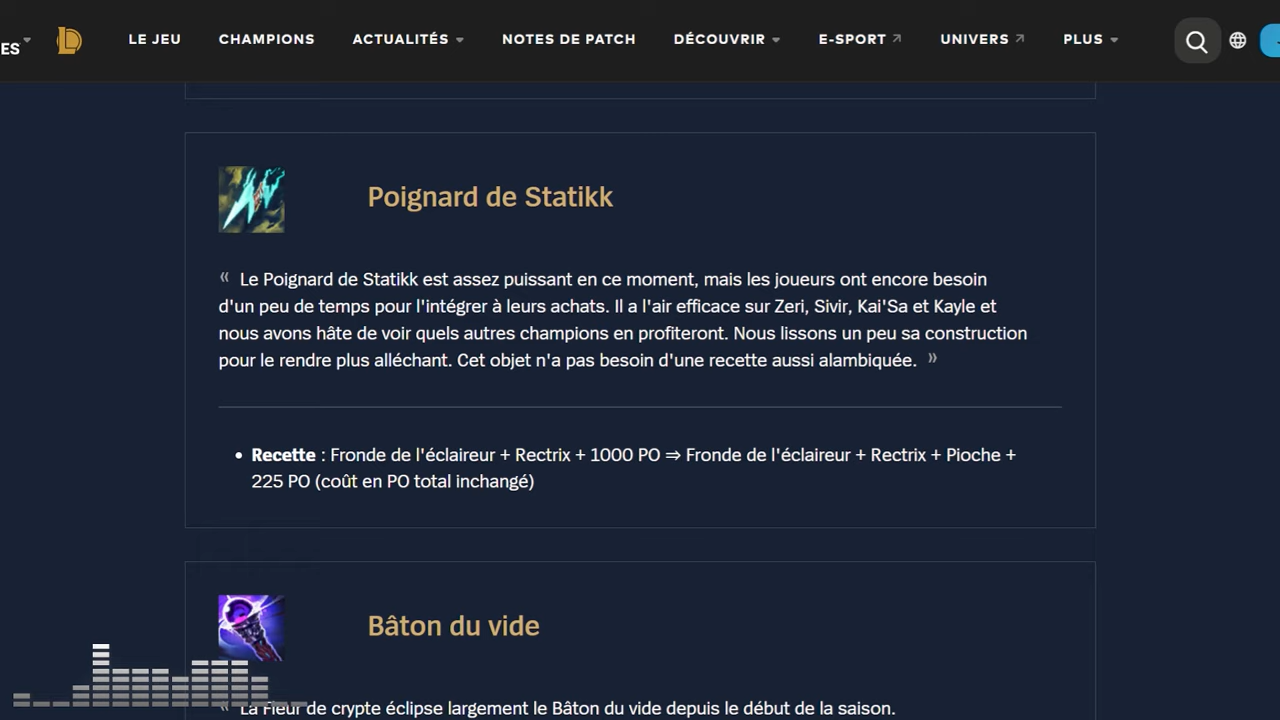 ES
LE JEU CHAMPIONS ACTUALITÉS NOTES DE PATCH DÉCOUVRIR E-SPORT UNIVERS PLUS
Poignard de Statikk
« Le Poignard de Statikk est assez puissant en ce moment, mais les joueurs ont encore besoin
d'un peu de temps pour l'intégrer à leurs achats. Il a l'air efficace sur Zeri, Sivir, Kai'Sa et Kayle et
nous avons hâte de voir quels autres champions en profiteront. Nous lissons un peu sa construction
pour le rendre plus alléchant. Cet objet n'a pas besoin d'une recette aussi alambiquée. »
• Recette : Fronde de l'éclaireur + Rectrix + 1000 PO ⇒ Fronde de l'éclaireur + Rectrix + Pioche +
225 PO (coût en PO total inchangé)
Bâton du vide
« La Fleur de crypte éclipse largement le Bâton du vide depuis le début de la saison.